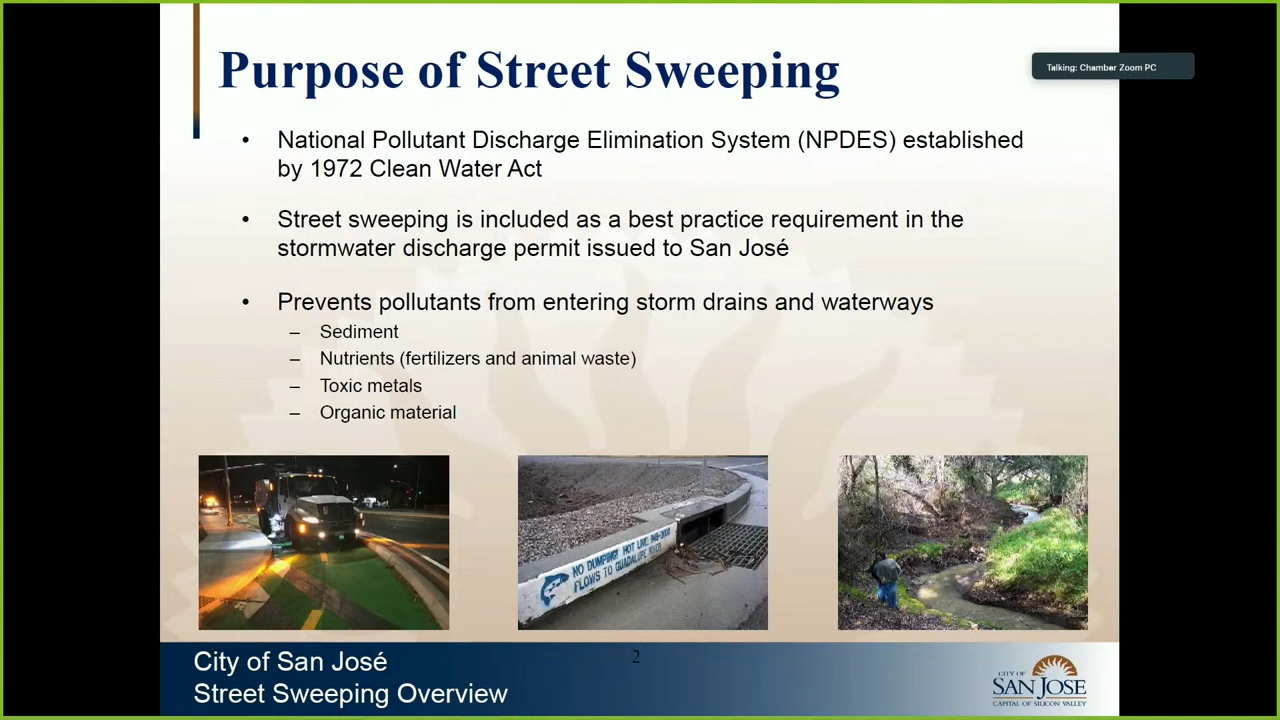 Purpose of Street Sweeping
Talking: Chamber Zoom PC
• National Pollutant Discharge Elimination System (NPDES) established
by 1972 Clean Water Act
• Street sweeping is included as a best practice requirement in the
stormwater discharge permit issued to San José
• Prevents pollutants from entering storm drains and waterways
– Sediment
– Nutrients (fertilizers and animal waste)
– Toxic metals
– Organic material
NO DUMPING! HOT LINE 945-3000
FLOWS TO GUADALUPE RIVER
City of San José
Street Sweeping Overview
2
CITY OF
SAN JOSE
CAPITAL OF SILICON VALLEY